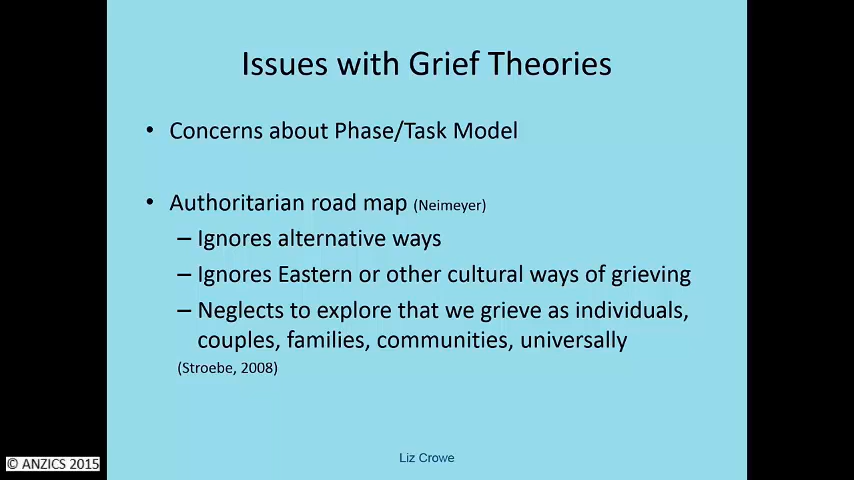 Issues with Grief Theories
• Concerns about Phase/Task Model
• Authoritarian road map (Neimeyer)
– Ignores alternative ways
– Ignores Eastern or other cultural ways of grieving
– Neglects to explore that we grieve as individuals,
couples, families, communities, universally
(Stroebe, 2008)
Liz Crowe
© ANZICS 2015